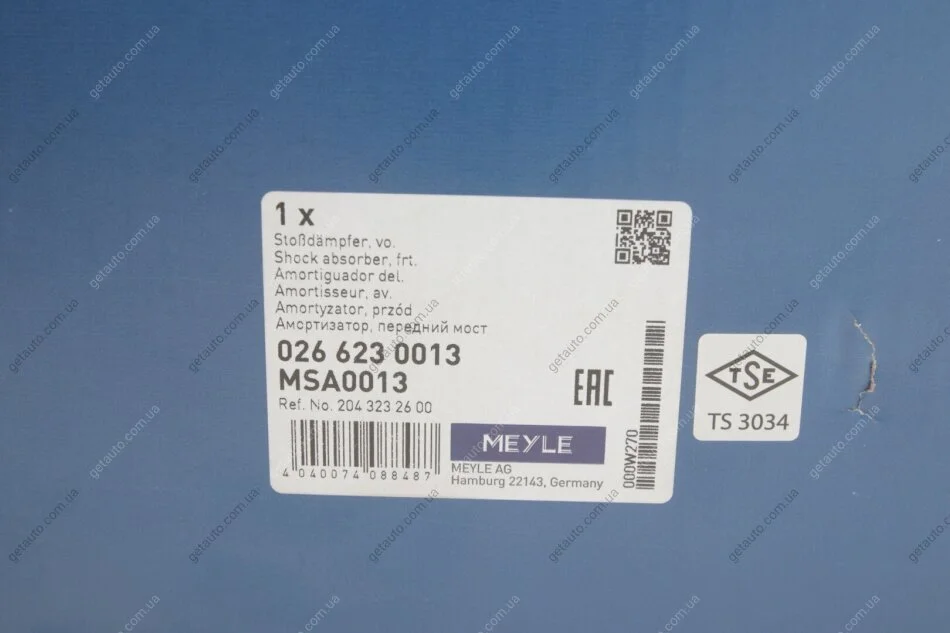 1 x
Stoßdämpfer, vo.
Shock absorber, frt.
Amortiguador del.
Amortisseur, av.
Amortyzator, przód
Амортизатор, передний мост
026 623 0013
MSA0013
Ref. No. 204 323 26 00
EAC
MEYLE
MEYLE AG
Hamburg 22143, Germany
4 040074 088487
000W270
TSE
TS 3034
getauto.com.ua